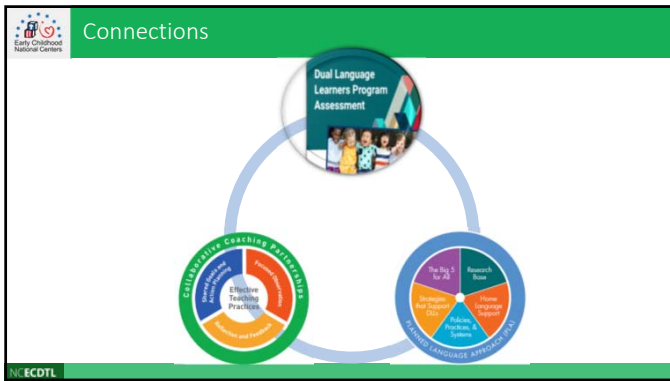 Early Childhood
National Centers
Connections
Dual Language
Learners Program
Assessment
Collaborative Coaching Partnerships
Shared Goals and
Action Planning
Focused Observation
Effective
Teaching
Practices
Reflection and Feedback
The Big 5
for All
Research
Base
Strategies
that Support
DLLs
Home
Language
Support
Policies,
Practices, &
Systems
PLANNED LANGUAGE APPROACH (PLA)
NCECDTL